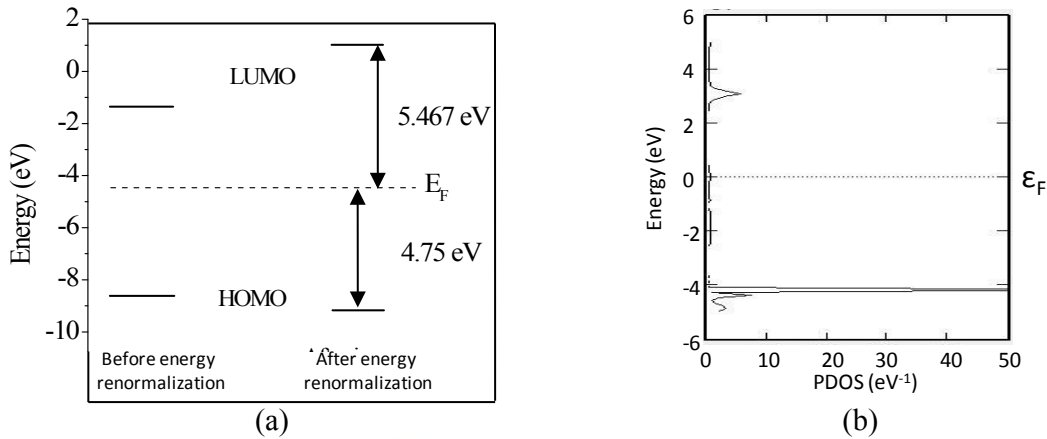 4
2
0
-2
-4
-6
-8
-10
Energy (eV)
LUMO
5.467 eV
E_F
4.75 eV
HOMO
Before energy
renormalization
After energy
renormalization
(a)
6
4
2
0
-2
-4
-6
Energy (eV)
ε_F
0 10 20 30 40 50
PDOS (eV⁻¹)
(b)